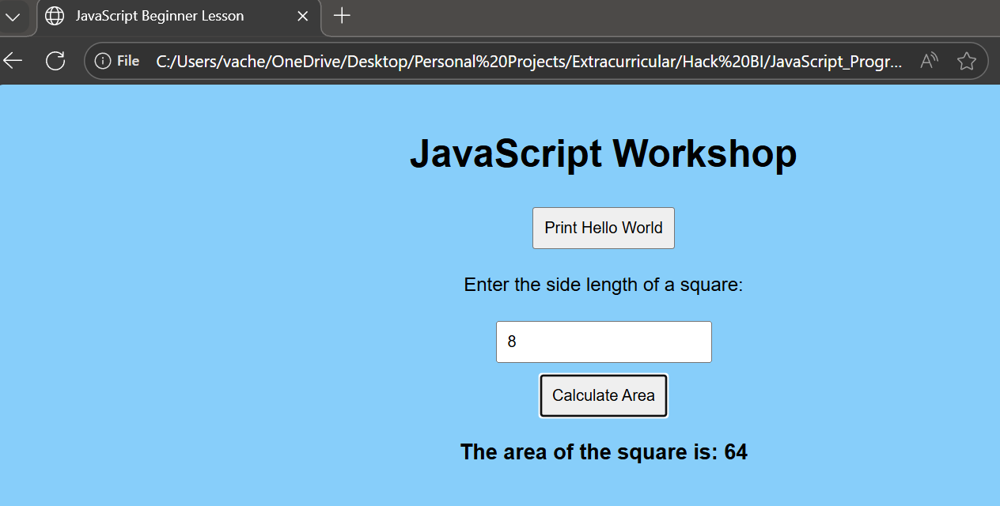 JavaScript Beginner Lesson
File C:/Users/vache/OneDrive/Desktop/Personal%20Projects/Extracurricular/Hack%20BI/JavaScript_Progr...
JavaScript Workshop
Print Hello World
Enter the side length of a square:
8
Calculate Area
The area of the square is: 64